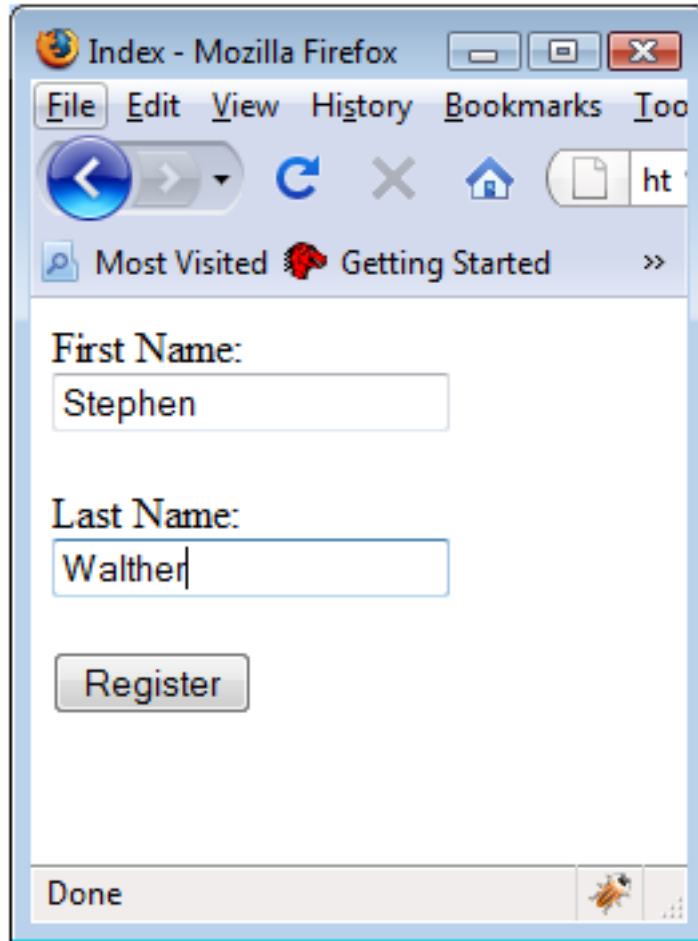 Index - Mozilla Firefox
File Edit View History Bookmarks Too
ht
Most Visited Getting Started »
First Name:
Stephen
Last Name:
Walther
Register
Done